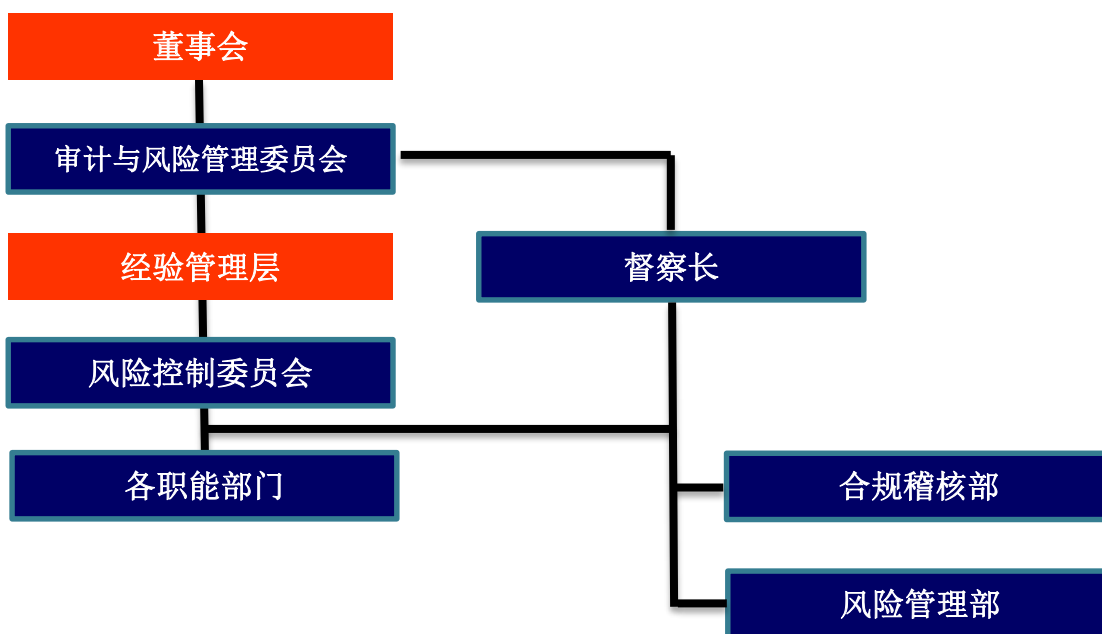 董事会
审计与风险管理委员会
经验管理层
督察长
风险控制委员会
各职能部门
合规稽核部
风险管理部